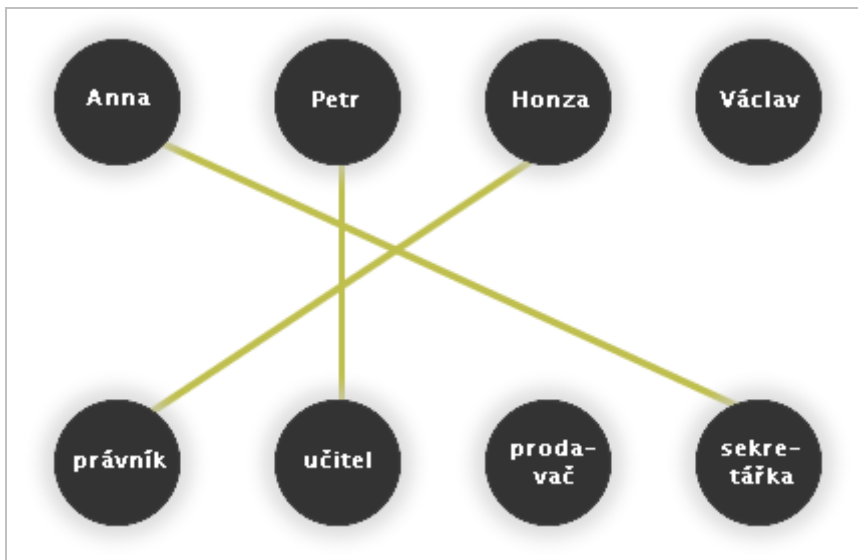 Anna
Petr
Honza
Václav
právník
učitel
proda-
vač
sekre-
tářka